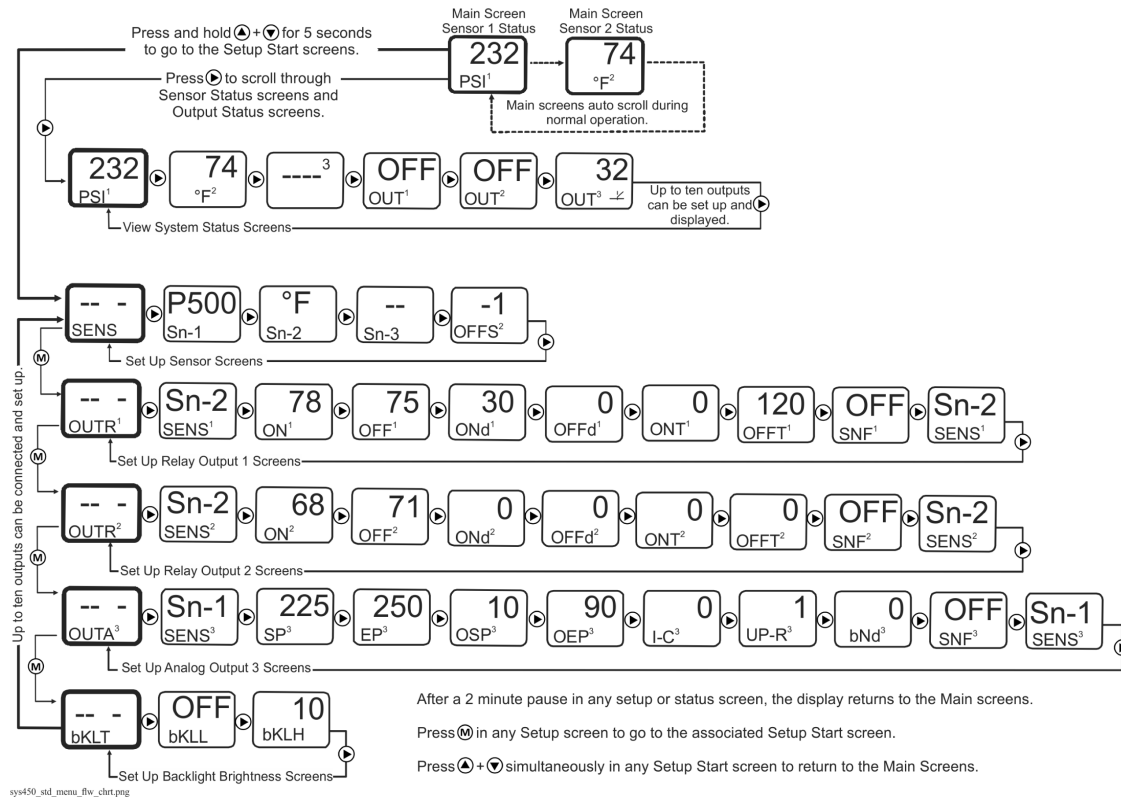 Main Screen
Sensor 1 Status
Main Screen
Sensor 2 Status
Press and hold ▲+▼ for 5 seconds
to go to the Setup Start screens.
232
PSI¹
74
°F²
Press ▶ to scroll through
Sensor Status screens and
Output Status screens.
Main screens auto scroll during
normal operation.
232
PSI¹
74
°F²
----³
OFF
OUT¹
OFF
OUT²
32
OUT³
Up to ten outputs
can be set up and
displayed.
View System Status Screens
-- -
SENS
P500
Sn-1
°F
Sn-2
--
Sn-3
-1
OFFS²
Set Up Sensor Screens
M
Up to ten outputs can be connected and set up.
-- -
OUTR¹
Sn-2
SENS¹
78
ON¹
75
OFF¹
30
ONd¹
0
OFFd¹
0
ONT¹
120
OFFT¹
OFF
SNF¹
Sn-2
SENS¹
Set Up Relay Output 1 Screens
M
-- -
OUTR²
Sn-2
SENS²
68
ON²
71
OFF²
0
ONd²
0
OFFd²
0
ONT²
0
OFFT²
OFF
SNF²
Sn-2
SENS²
Set Up Relay Output 2 Screens
M
-- -
OUTA³
Sn-1
SENS³
225
SP³
250
EP³
10
OSP³
90
OEP³
0
I-C³
1
UP-R³
0
bNd³
OFF
SNF³
Sn-1
SENS³
Set Up Analog Output 3 Screens
M
-- -
bKLT
OFF
bKLL
10
bKLH
Set Up Backlight Brightness Screens
After a 2 minute pause in any setup or status screen, the display returns to the Main screens.
Press M in any Setup screen to go to the associated Setup Start screen.
Press ▲+▼ simultaneously in any Setup Start screen to return to the Main Screens.
sys450_std_menu_flw_chrt.png